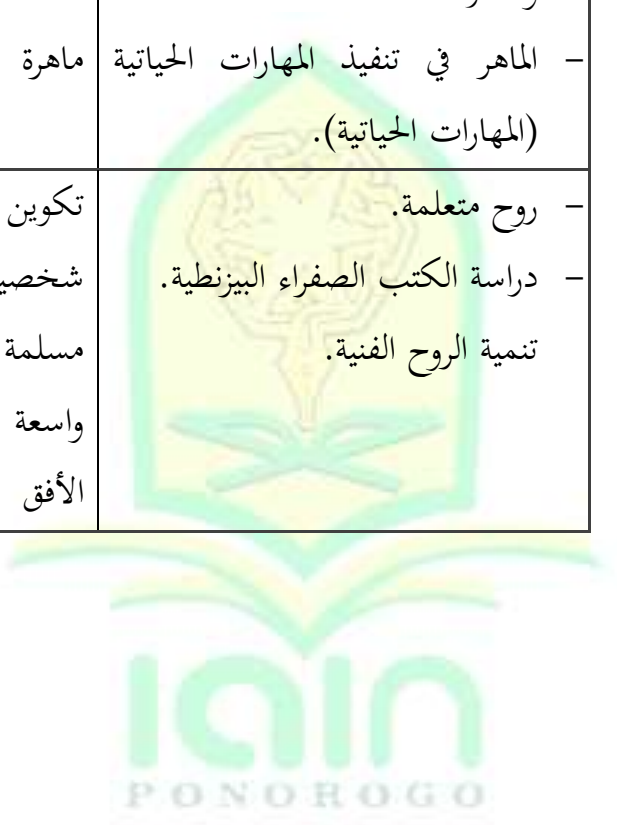 – الماهر في تنفيذ المهارات الحياتية
(المهارات الحياتية).
ماهرة
– روح متعلمة.
– دراسة الكتب الصفراء البيزنطية.
تنمية الروح الفنية.
تكوين
مسلمة
واسعة
الأفق
IAIN
PONOROGO